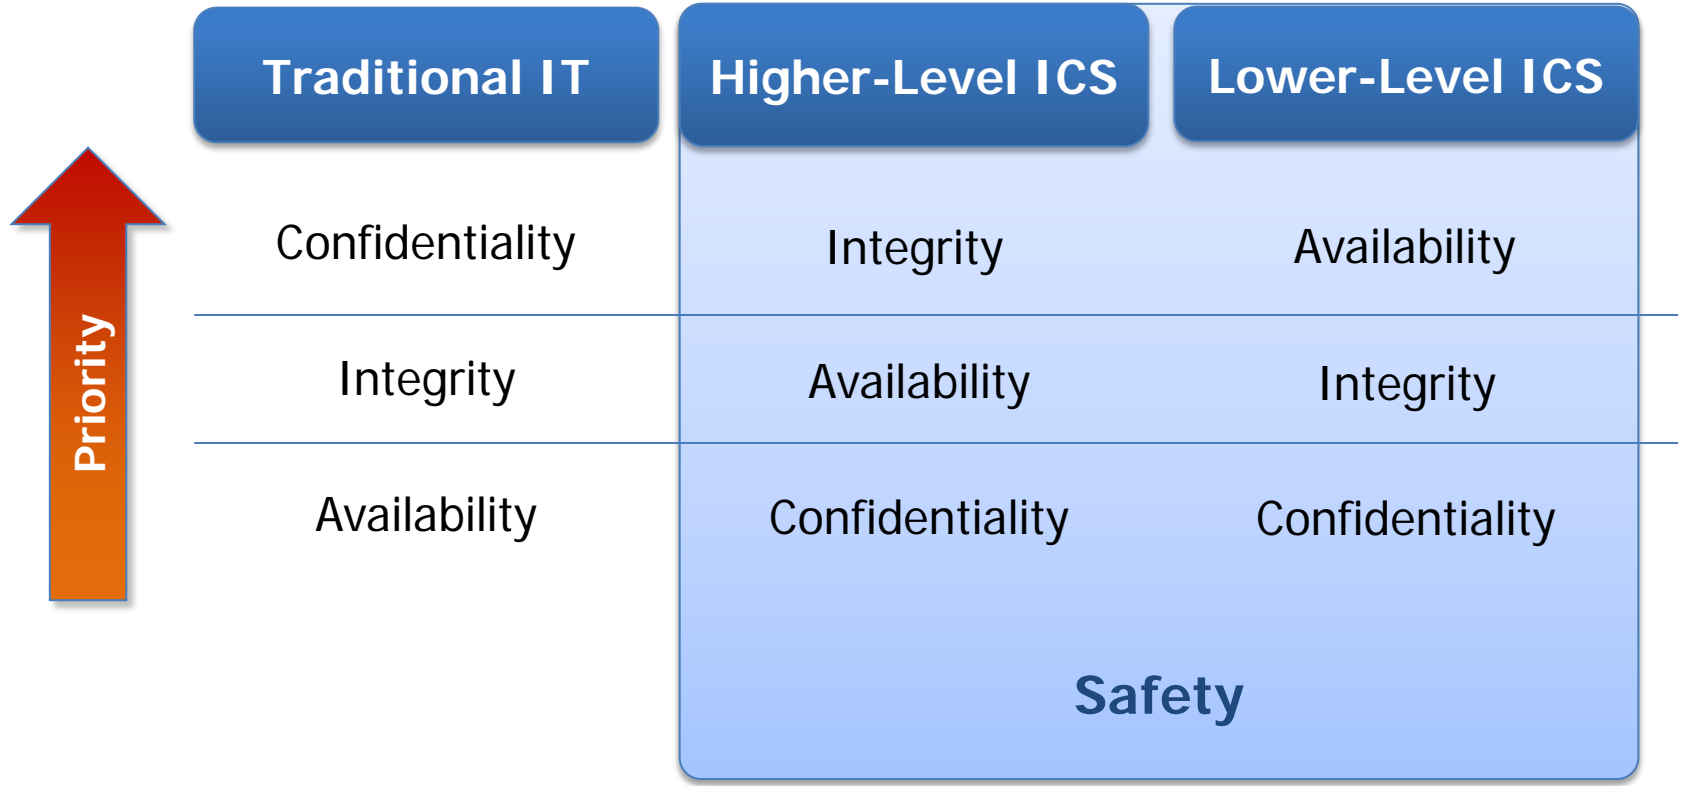 Traditional IT
Higher-Level ICS
Lower-Level ICS
Priority
Confidentiality
Integrity
Availability
Integrity
Availability
Integrity
Availability
Confidentiality
Confidentiality
Safety